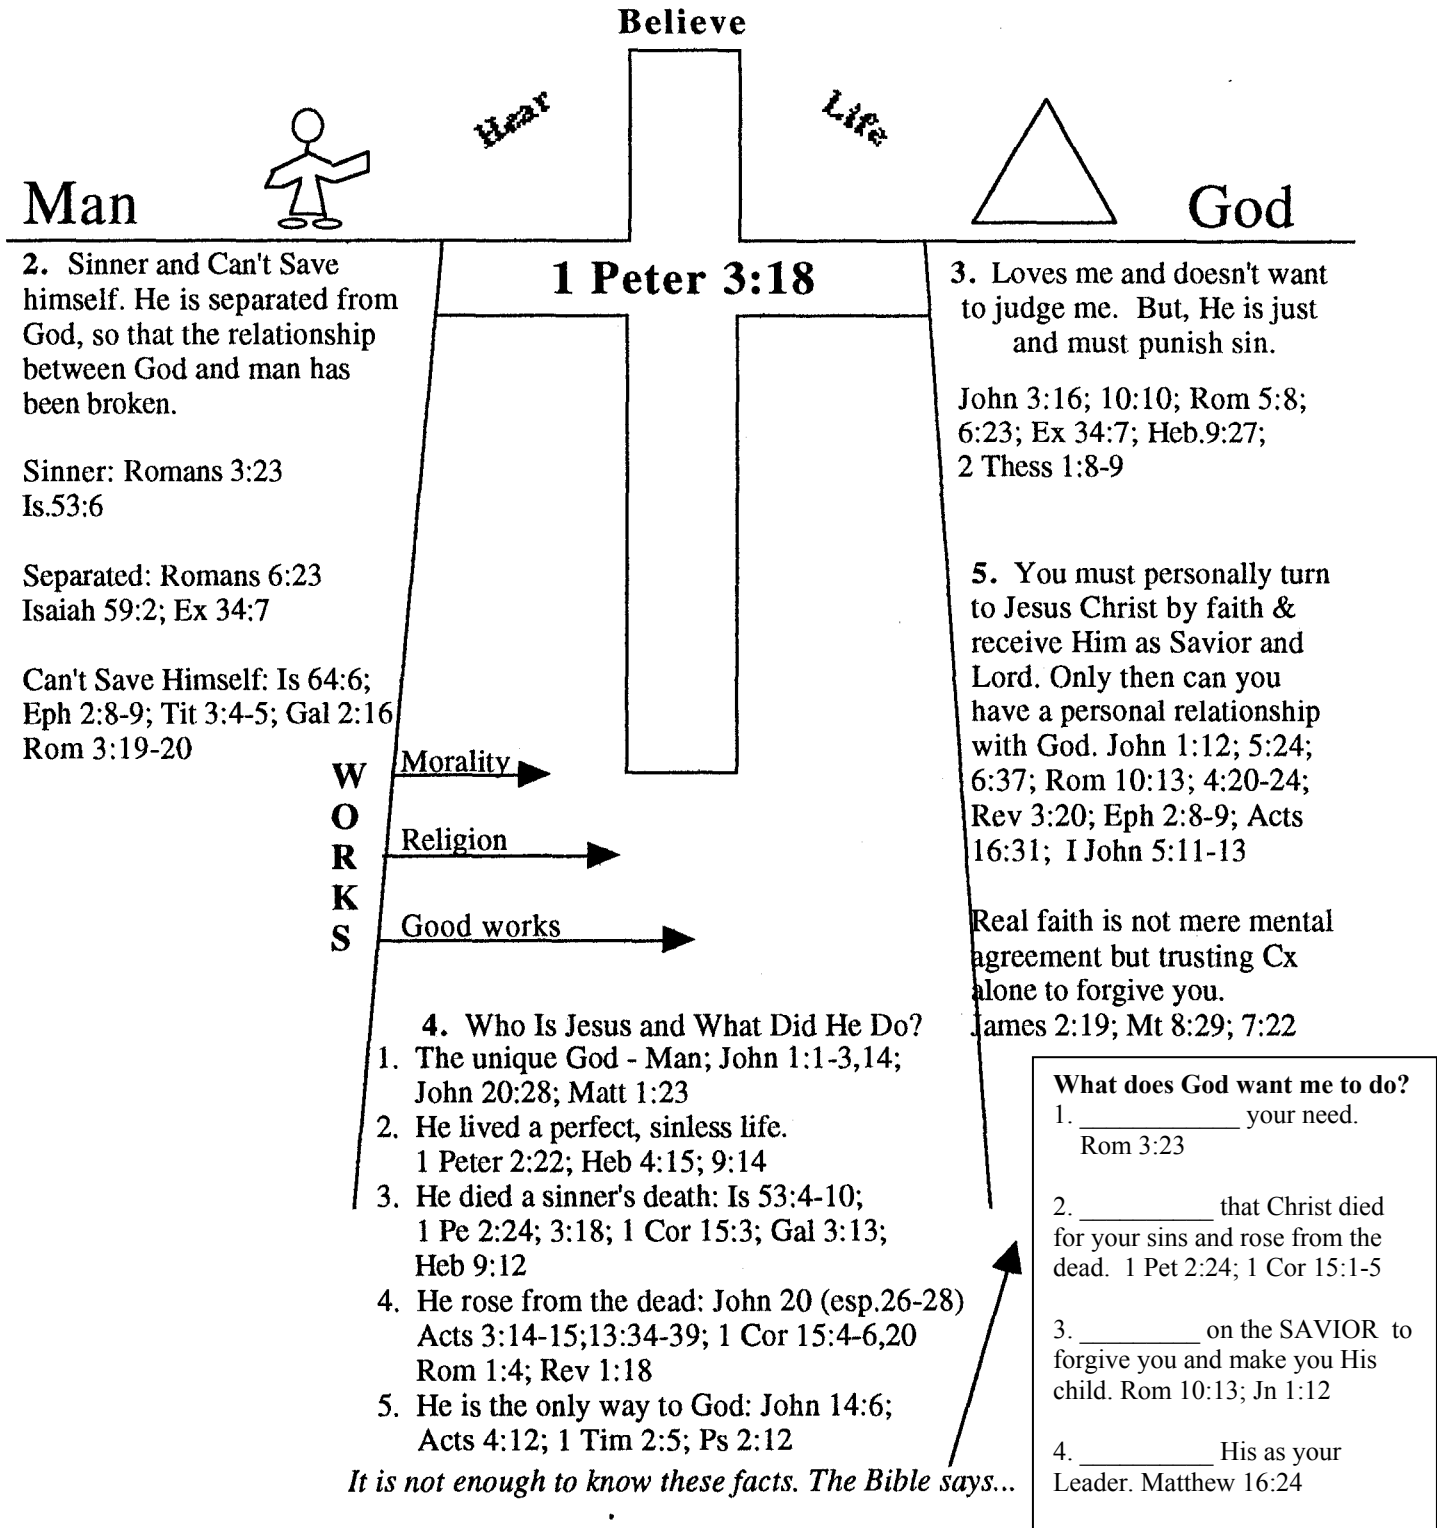 Believe
Hear
Life
Man
God
1 Peter 3:18
2. Sinner and Can't Save
himself. He is separated from
God, so that the relationship
between God and man has
been broken.
Sinner: Romans 3:23
Is.53:6
Separated: Romans 6:23
Isaiah 59:2; Ex 34:7
Can't Save Himself: Is 64:6;
Eph 2:8-9; Tit 3:4-5; Gal 2:16
Rom 3:19-20
WORKS
Morality
Religion
Good works
3. Loves me and doesn't want
to judge me. But, He is just
and must punish sin.
John 3:16; 10:10; Rom 5:8;
6:23; Ex 34:7; Heb.9:27;
2 Thess 1:8-9
4. Who Is Jesus and What Did He Do?
1. The unique God - Man; John 1:1-3,14;
John 20:28; Matt 1:23
2. He lived a perfect, sinless life.
1 Peter 2:22; Heb 4:15; 9:14
3. He died a sinner's death: Is 53:4-10;
1 Pe 2:24; 3:18; 1 Cor 15:3; Gal 3:13;
Heb 9:12
4. He rose from the dead: John 20 (esp.26-28)
Acts 3:14-15;13:34-39; 1 Cor 15:4-6,20
Rom 1:4; Rev 1:18
5. He is the only way to God: John 14:6;
Acts 4:12; 1 Tim 2:5; Ps 2:12
It is not enough to know these facts. The Bible says...
5. You must personally turn
to Jesus Christ by faith &
receive Him as Savior and
Lord. Only then can you
have a personal relationship
with God. John 1:12; 5:24;
6:37; Rom 10:13; 4:20-24;
Rev 3:20; Eph 2:8-9; Acts
16:31; I John 5:11-13
Real faith is not mere mental
agreement but trusting Cx
alone to forgive you.
James 2:19; Mt 8:29; 7:22
What does God want me to do?
1. ____________ your need.
Rom 3:23
2. __________ that Christ died
for your sins and rose from the
dead. 1 Pet 2:24; 1 Cor 15:1-5
3. _________ on the SAVIOR to
forgive you and make you His
child. Rom 10:13; Jn 1:12
4. __________ His as your
Leader. Matthew 16:24